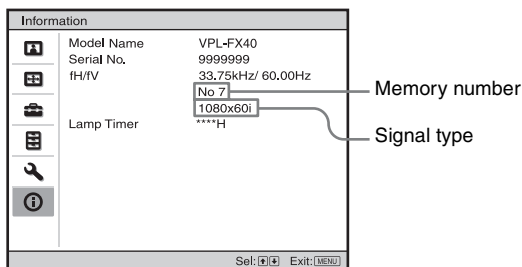 Information
Model Name VPL-FX40
Serial No. 9999999
fH/fV 33.75kHz/ 60.00Hz
No 7
Memory number
1080x60i
Signal type
Lamp Timer ****H
Sel: Exit: MENU